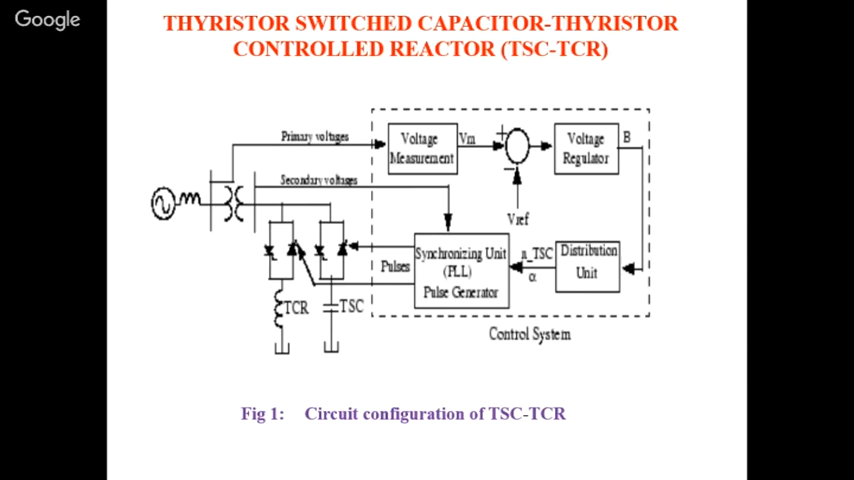 Google
THYRISTOR SWITCHED CAPACITOR-THYRISTOR
CONTROLLED REACTOR (TSC-TCR)
Primary voltages
Voltage
Measurement
Vm
+
−
Vref
Voltage
Regulator
B
Secondary voltages
Synchronizing Unit
(PLL)
Pulse Generator
Pulses
n_TSC
α
Distribution
Unit
TCR
TSC
Control System
Fig 1: Circuit configuration of TSC-TCR